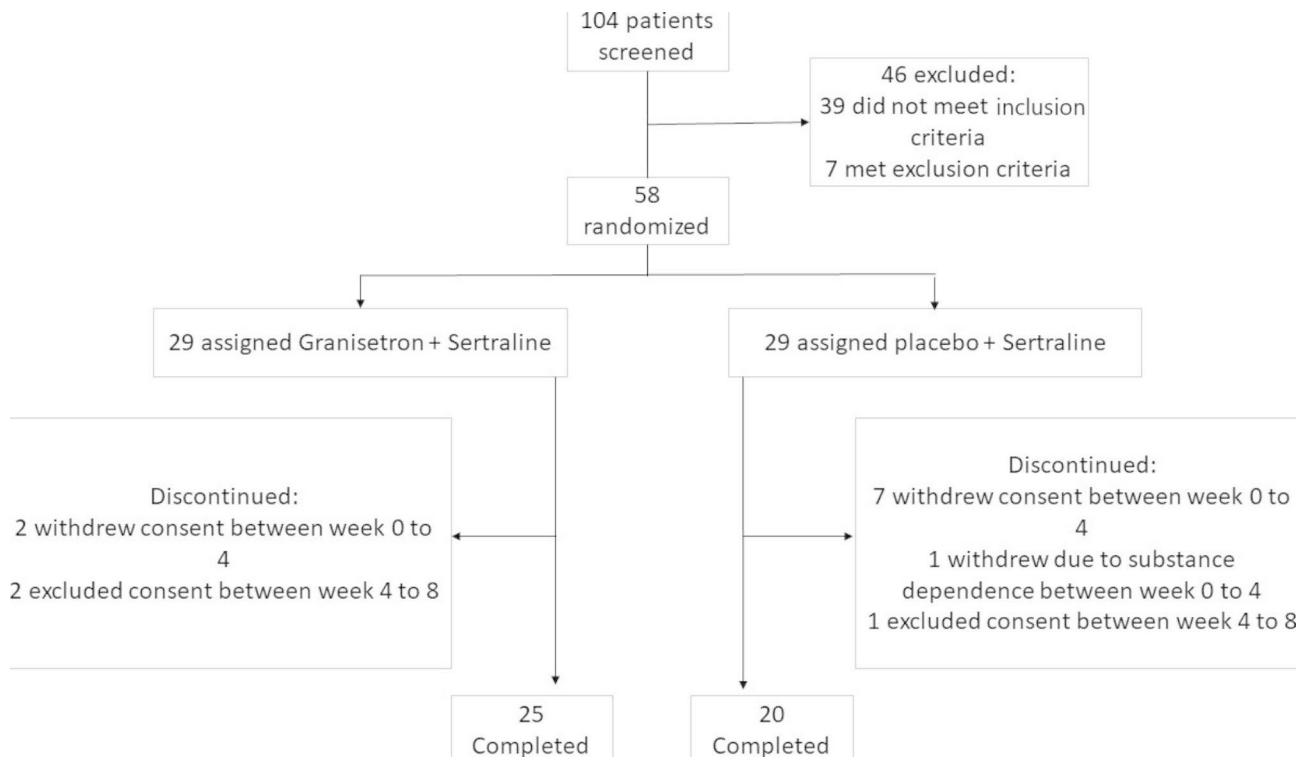 104 patients
screened
46 excluded:
39 did not meet inclusion
criteria
7 met exclusion criteria
58
randomized
29 assigned Granisetron + Sertraline
29 assigned placebo + Sertraline
Discontinued:
2 withdrew consent between week 0 to
4
2 excluded consent between week 4 to 8
Discontinued:
7 withdrew consent between week 0 to
4
1 withdrew due to substance
dependence between week 0 to 4
1 excluded consent between week 4 to 8
25
Completed
20
Completed